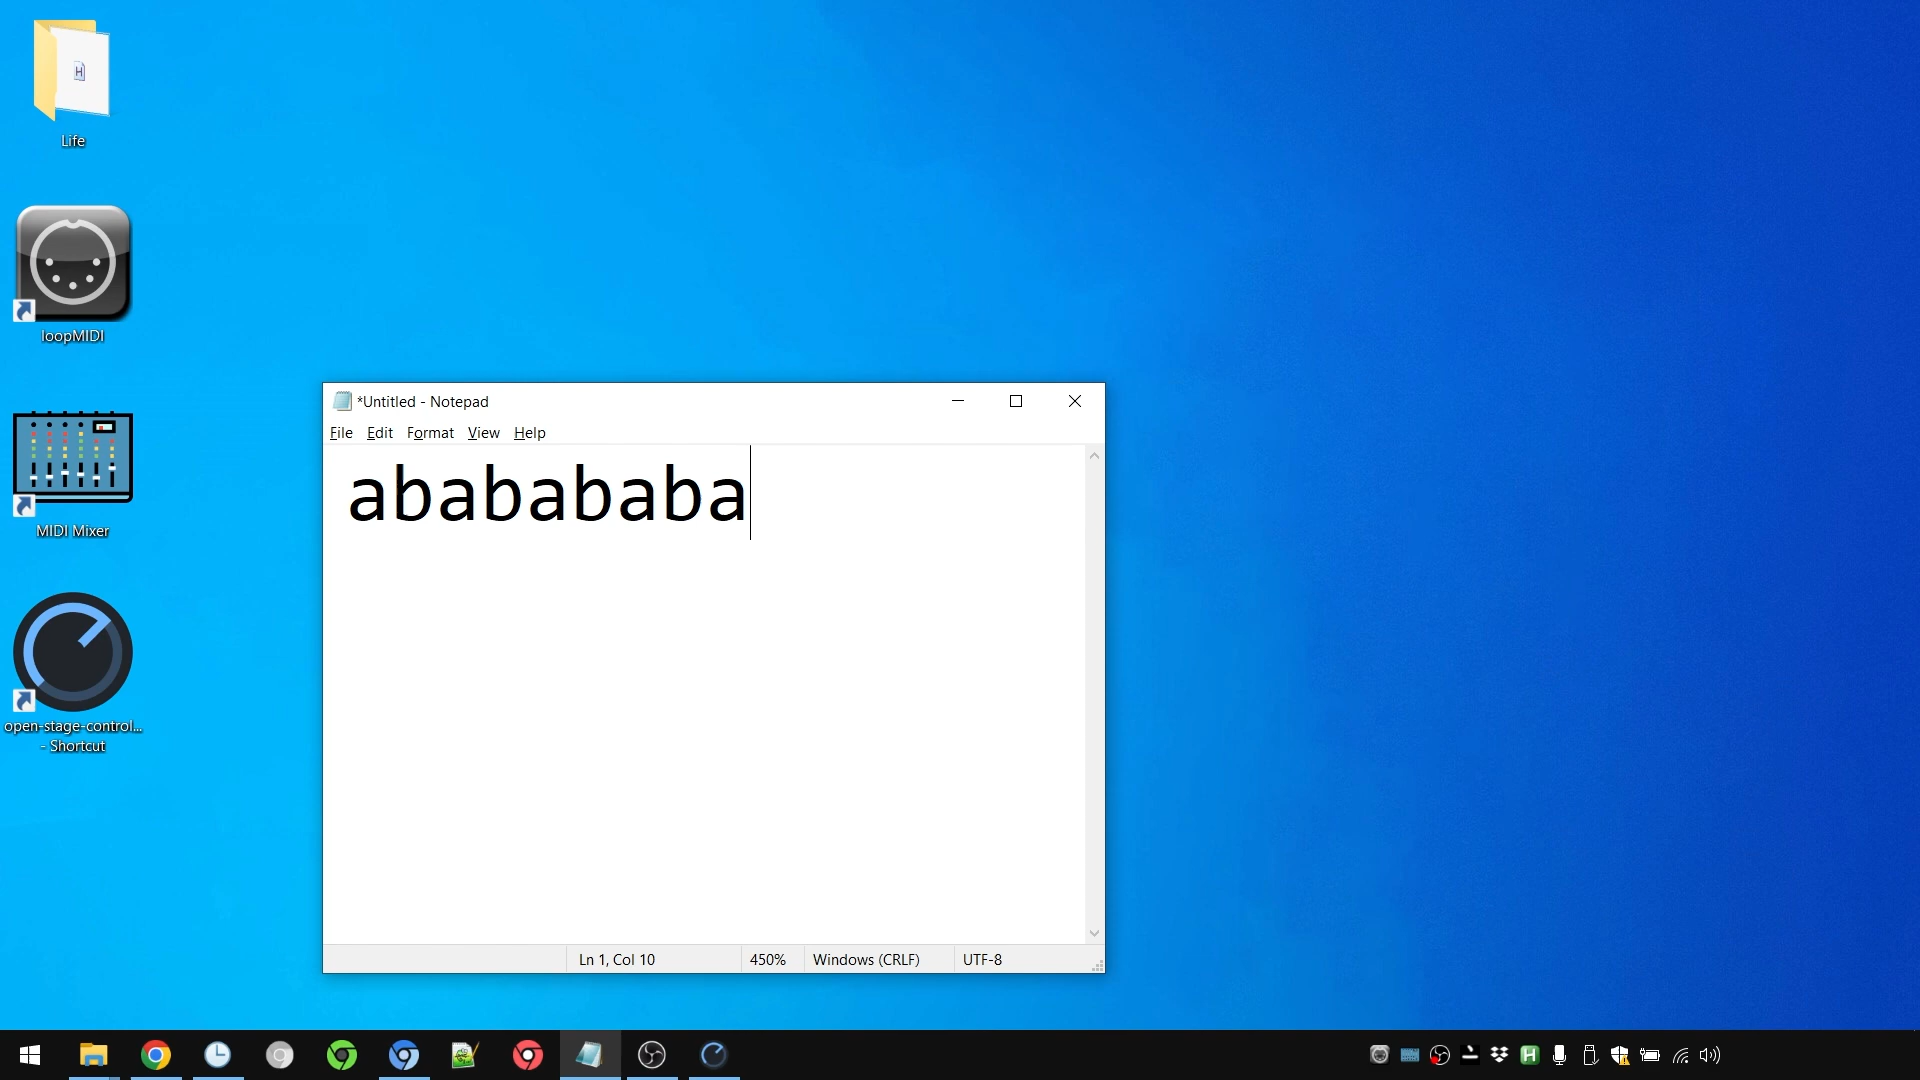 Life
loopMIDI
MIDI Mixer
open-stage-control...
- Shortcut
*Untitled - Notepad
File Edit Format View Help
ababababa
Ln 1, Col 10 450% Windows (CRLF) UTF-8